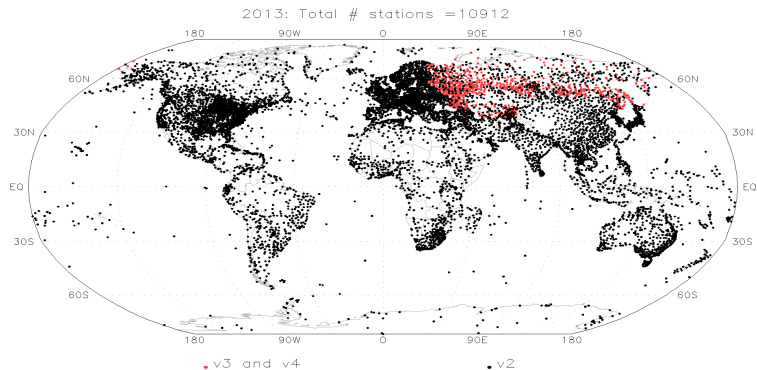 2013: Total # stations =10912
180 90W 0 90E 180
60N 60N
30N 30N
EQ EQ
30S 30S
60S 60S
180 90W 0 90E 180
v3 and v4 v2